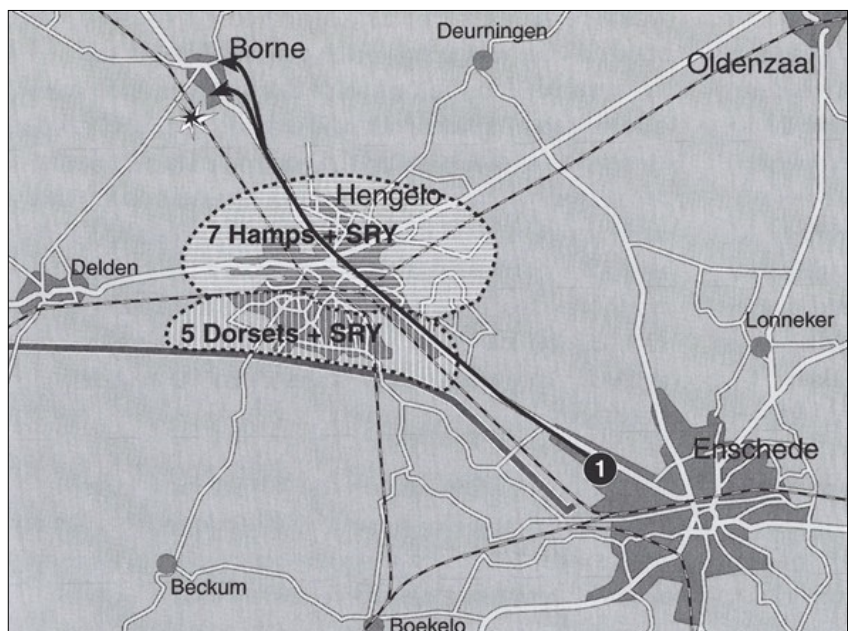 Borne
Deurningen
Oldenzaal
Hengelo
7 Hamps + SRY
Delden
5 Dorsets + SRY
Lonneker
Enschede
1
Beckum
Boekelo